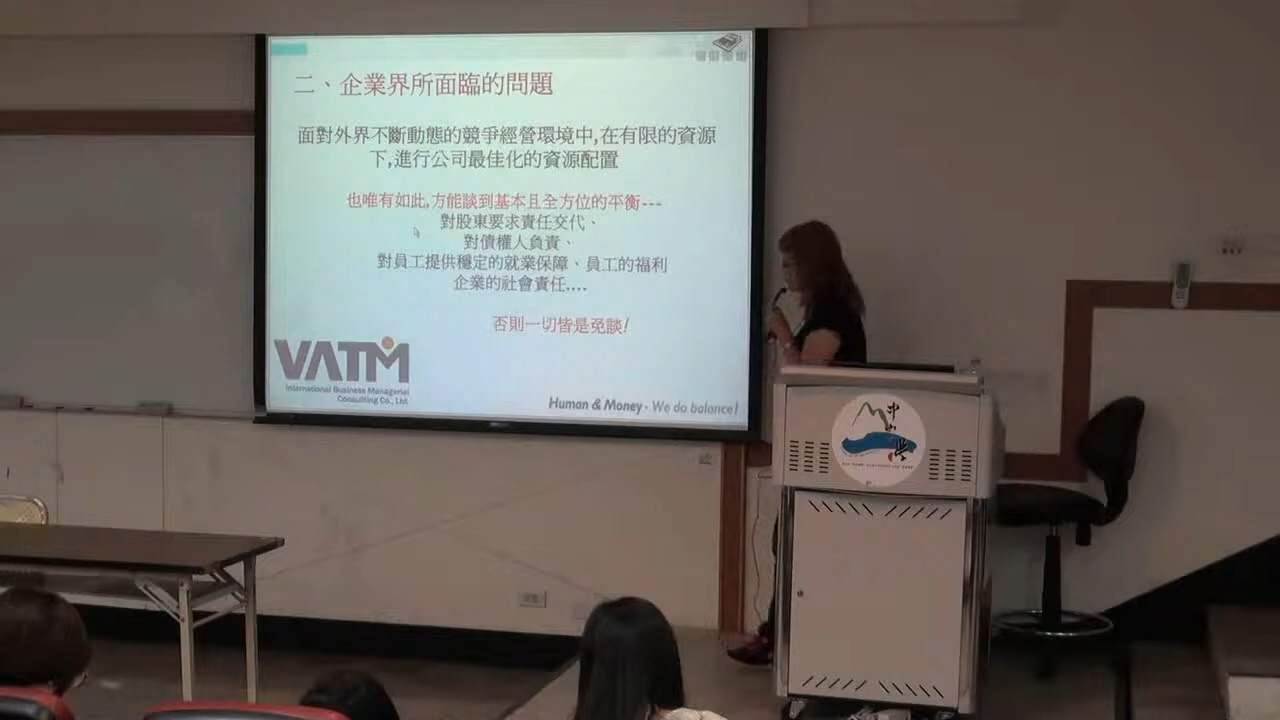 二、企業界所面臨的問題
面對外界不斷動態的競爭經營環境中,在有限的資源
下,進行公司最佳化的資源配置
也唯有如此,方能談到基本且全方位的平衡---
對股東要求責任交代、
對債權人負責、
對員工提供穩定的就業保障、員工的福利
企業的社會責任....
否則一切皆是免談!
VATM
International Business Managerial
Consulting Co., Ltd.
Human & Money - We do balance!
中山大學